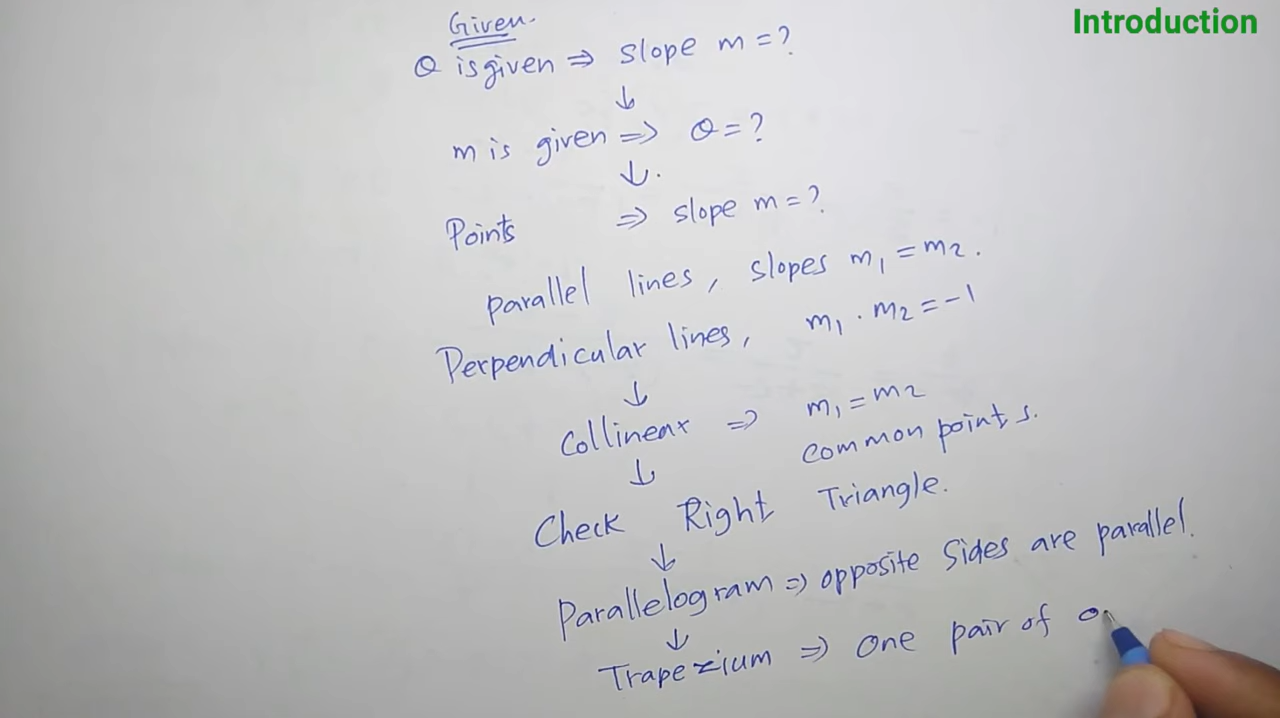 Introduction
Given.
θ is given ⇒ slope m = ?
↓
m is given ⇒ θ = ?
↓.
Points ⇒ slope m = ?
parallel lines, slopes m₁ = m₂.
Perpendicular lines, m₁ . m₂ = -1
↓
Collinear ⇒ m₁ = m₂
↓ common points.
Check Right Triangle.
↓
Parallelogram ⇒ opposite sides are parallel.
↓
Trapezium ⇒ one pair of o